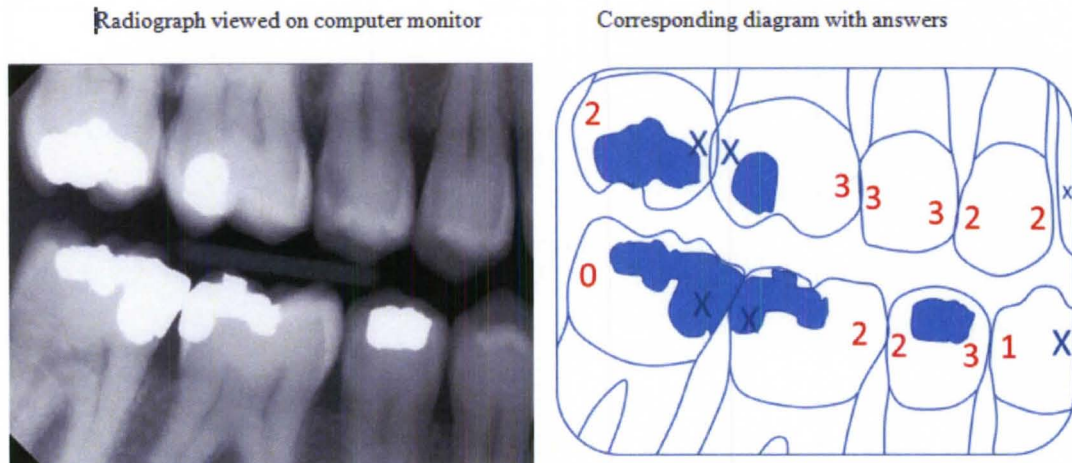 Radiograph viewed on computer monitor
Corresponding diagram with answers
2 X X 3 3 3 2 2 x
0 X X 2 2 3 1 X